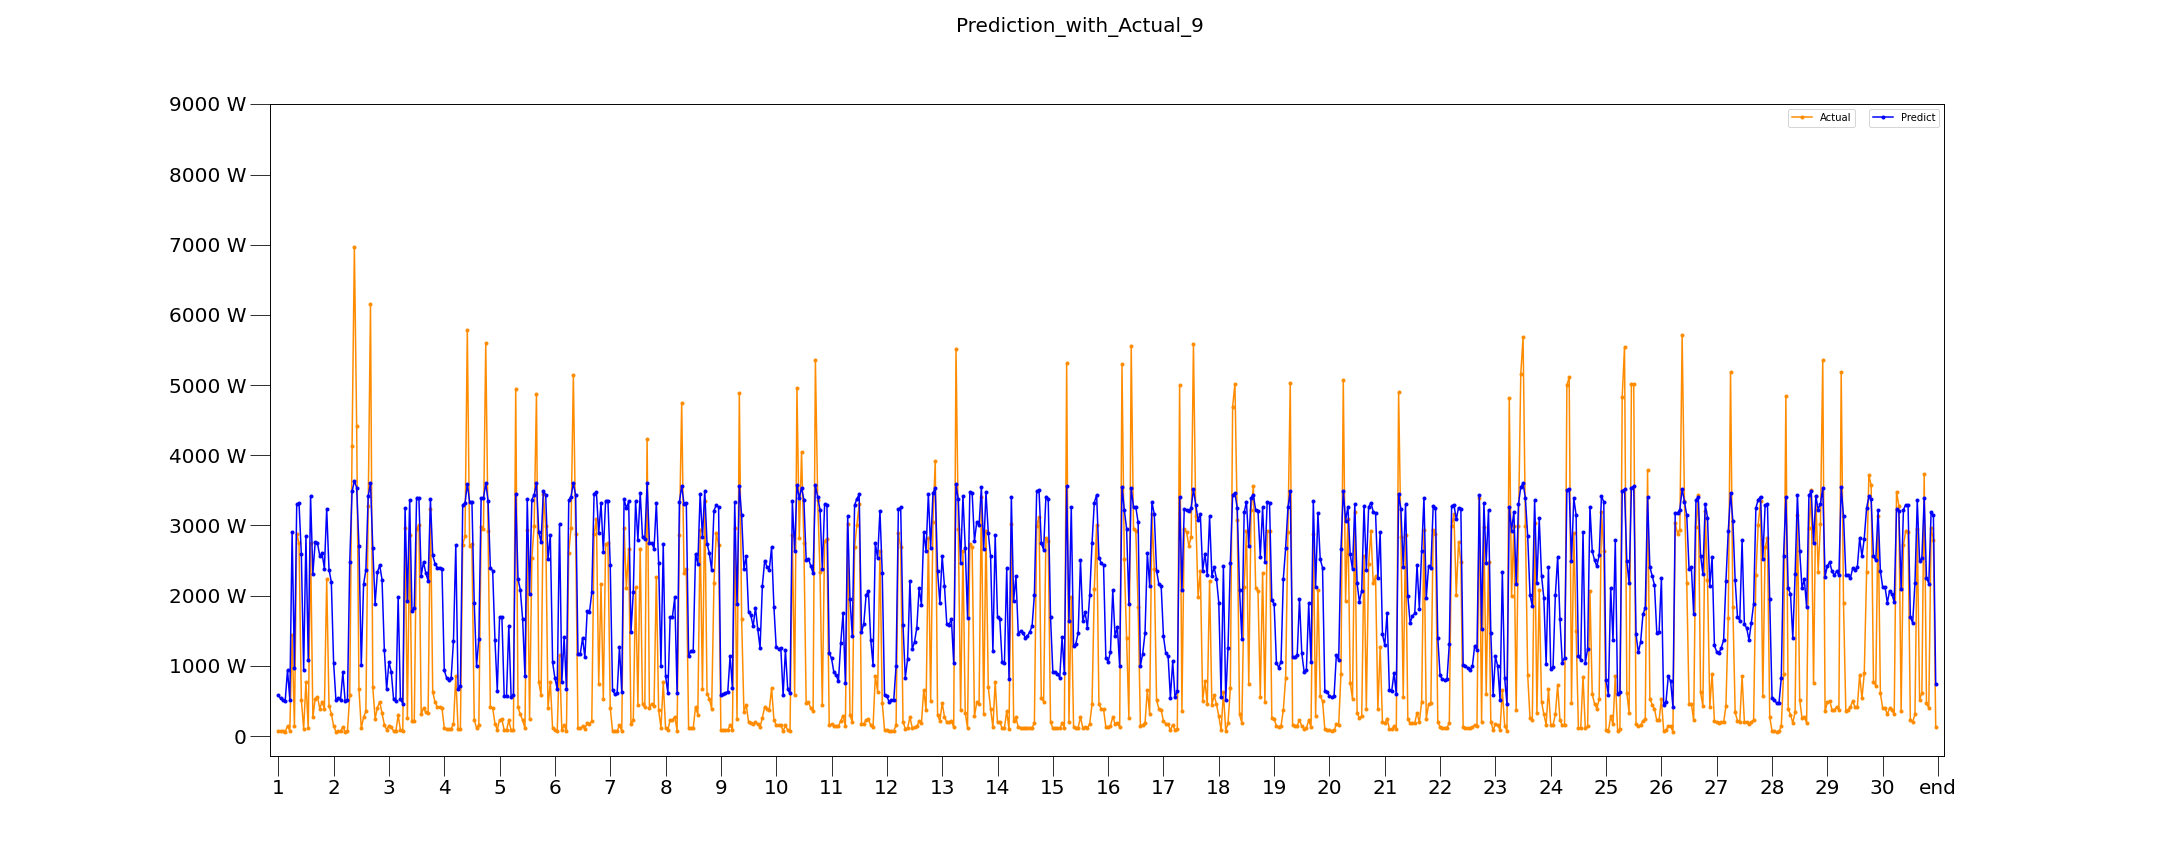 Prediction_with_Actual_9
9000 W
8000 W
7000 W
6000 W
5000 W
4000 W
3000 W
2000 W
1000 W
0
Actual Predict
1 2 3 4 5 6 7 8 9 10 11 12 13 14 15 16 17 18 19 20 21 22 23 24 25 26 27 28 29 30 end